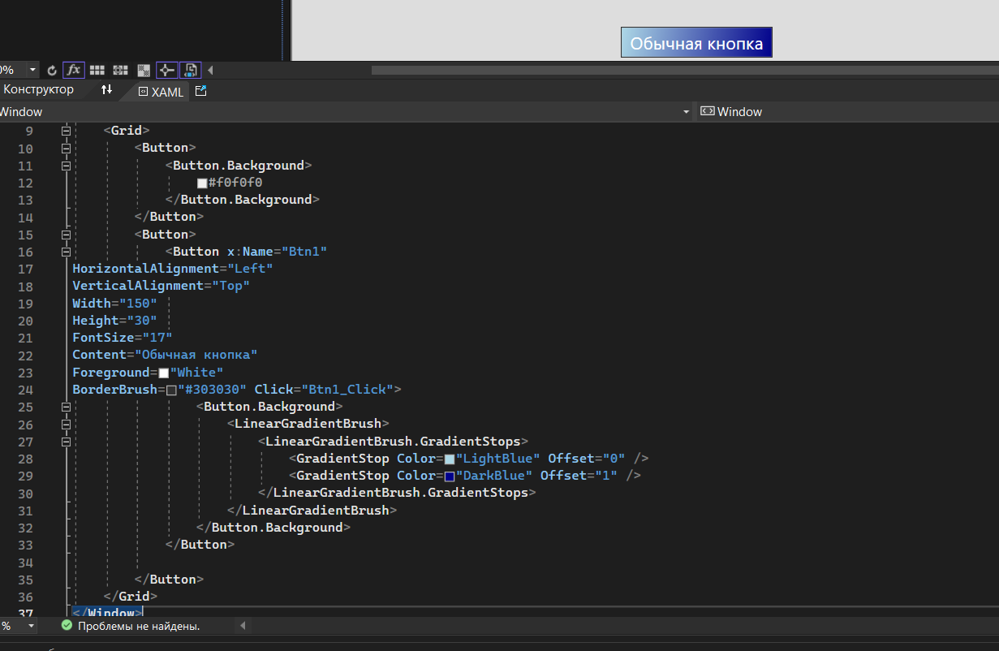 Обычная кнопка
0%
fx
Конструктор
XAML
Window
Window
9 <Grid>
10 <Button>
11 <Button.Background>
12 #f0f0f0
13 </Button.Background>
14 </Button>
15 <Button>
16 <Button x:Name="Btn1"
17 HorizontalAlignment="Left"
18 VerticalAlignment="Top"
19 Width="150"
20 Height="30"
21 FontSize="17"
22 Content="Обычная кнопка"
23 Foreground="White"
24 BorderBrush="#303030" Click="Btn1_Click">
25 <Button.Background>
26 <LinearGradientBrush>
27 <LinearGradientBrush.GradientStops>
28 <GradientStop Color="LightBlue" Offset="0" />
29 <GradientStop Color="DarkBlue" Offset="1" />
30 </LinearGradientBrush.GradientStops>
31 </LinearGradientBrush>
32 </Button.Background>
33 </Button>
34
35 </Button>
36 </Grid>
37 </Window>
%
Проблемы не найдены.